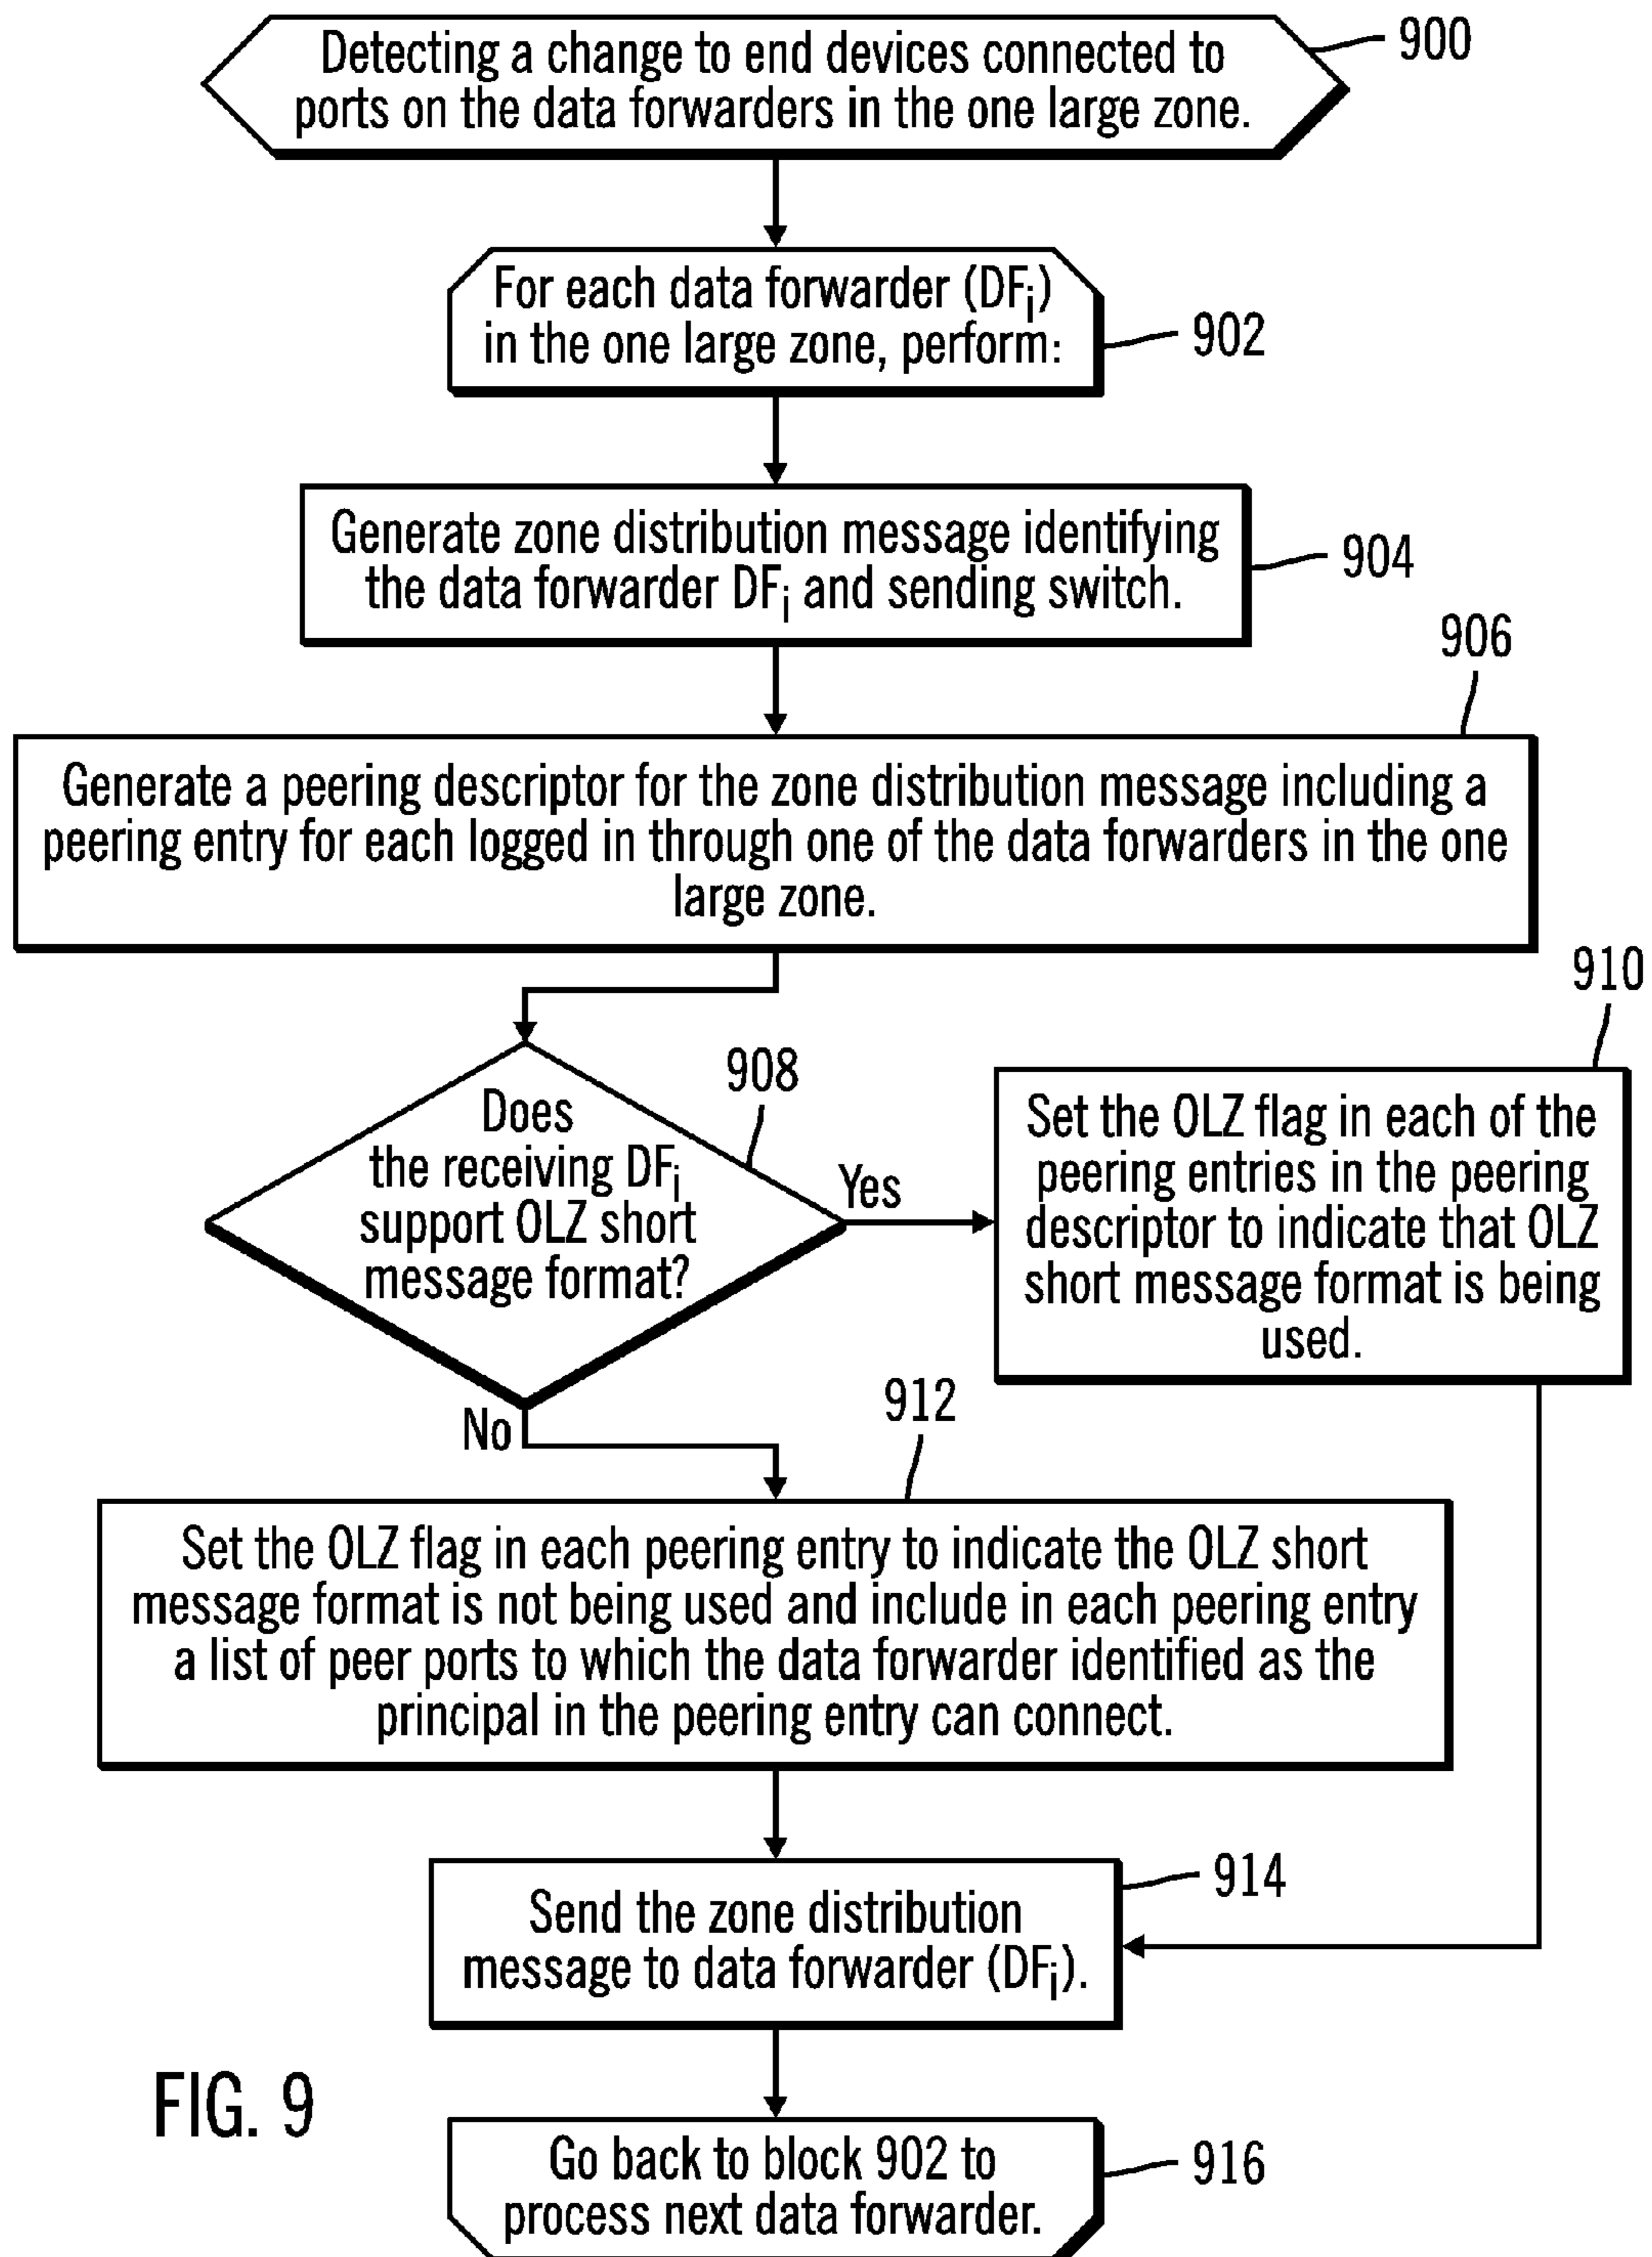 Detecting a change to end devices connected to
ports on the data forwarders in the one large zone.
900
For each data forwarder (DFi)
in the one large zone, perform:
902
Generate zone distribution message identifying
the data forwarder DFi and sending switch.
904
906
Generate a peering descriptor for the zone distribution message including a
peering entry for each logged in through one of the data forwarders in the one
large zone.
908
Does
the receiving DFi
support OLZ short
message format?
Yes
No
910
Set the OLZ flag in each of the
peering entries in the peering
descriptor to indicate that OLZ
short message format is being
used.
912
Set the OLZ flag in each peering entry to indicate the OLZ short
message format is not being used and include in each peering entry
a list of peer ports to which the data forwarder identified as the
principal in the peering entry can connect.
Send the zone distribution
message to data forwarder (DFi).
914
Go back to block 902 to
process next data forwarder.
916
FIG. 9